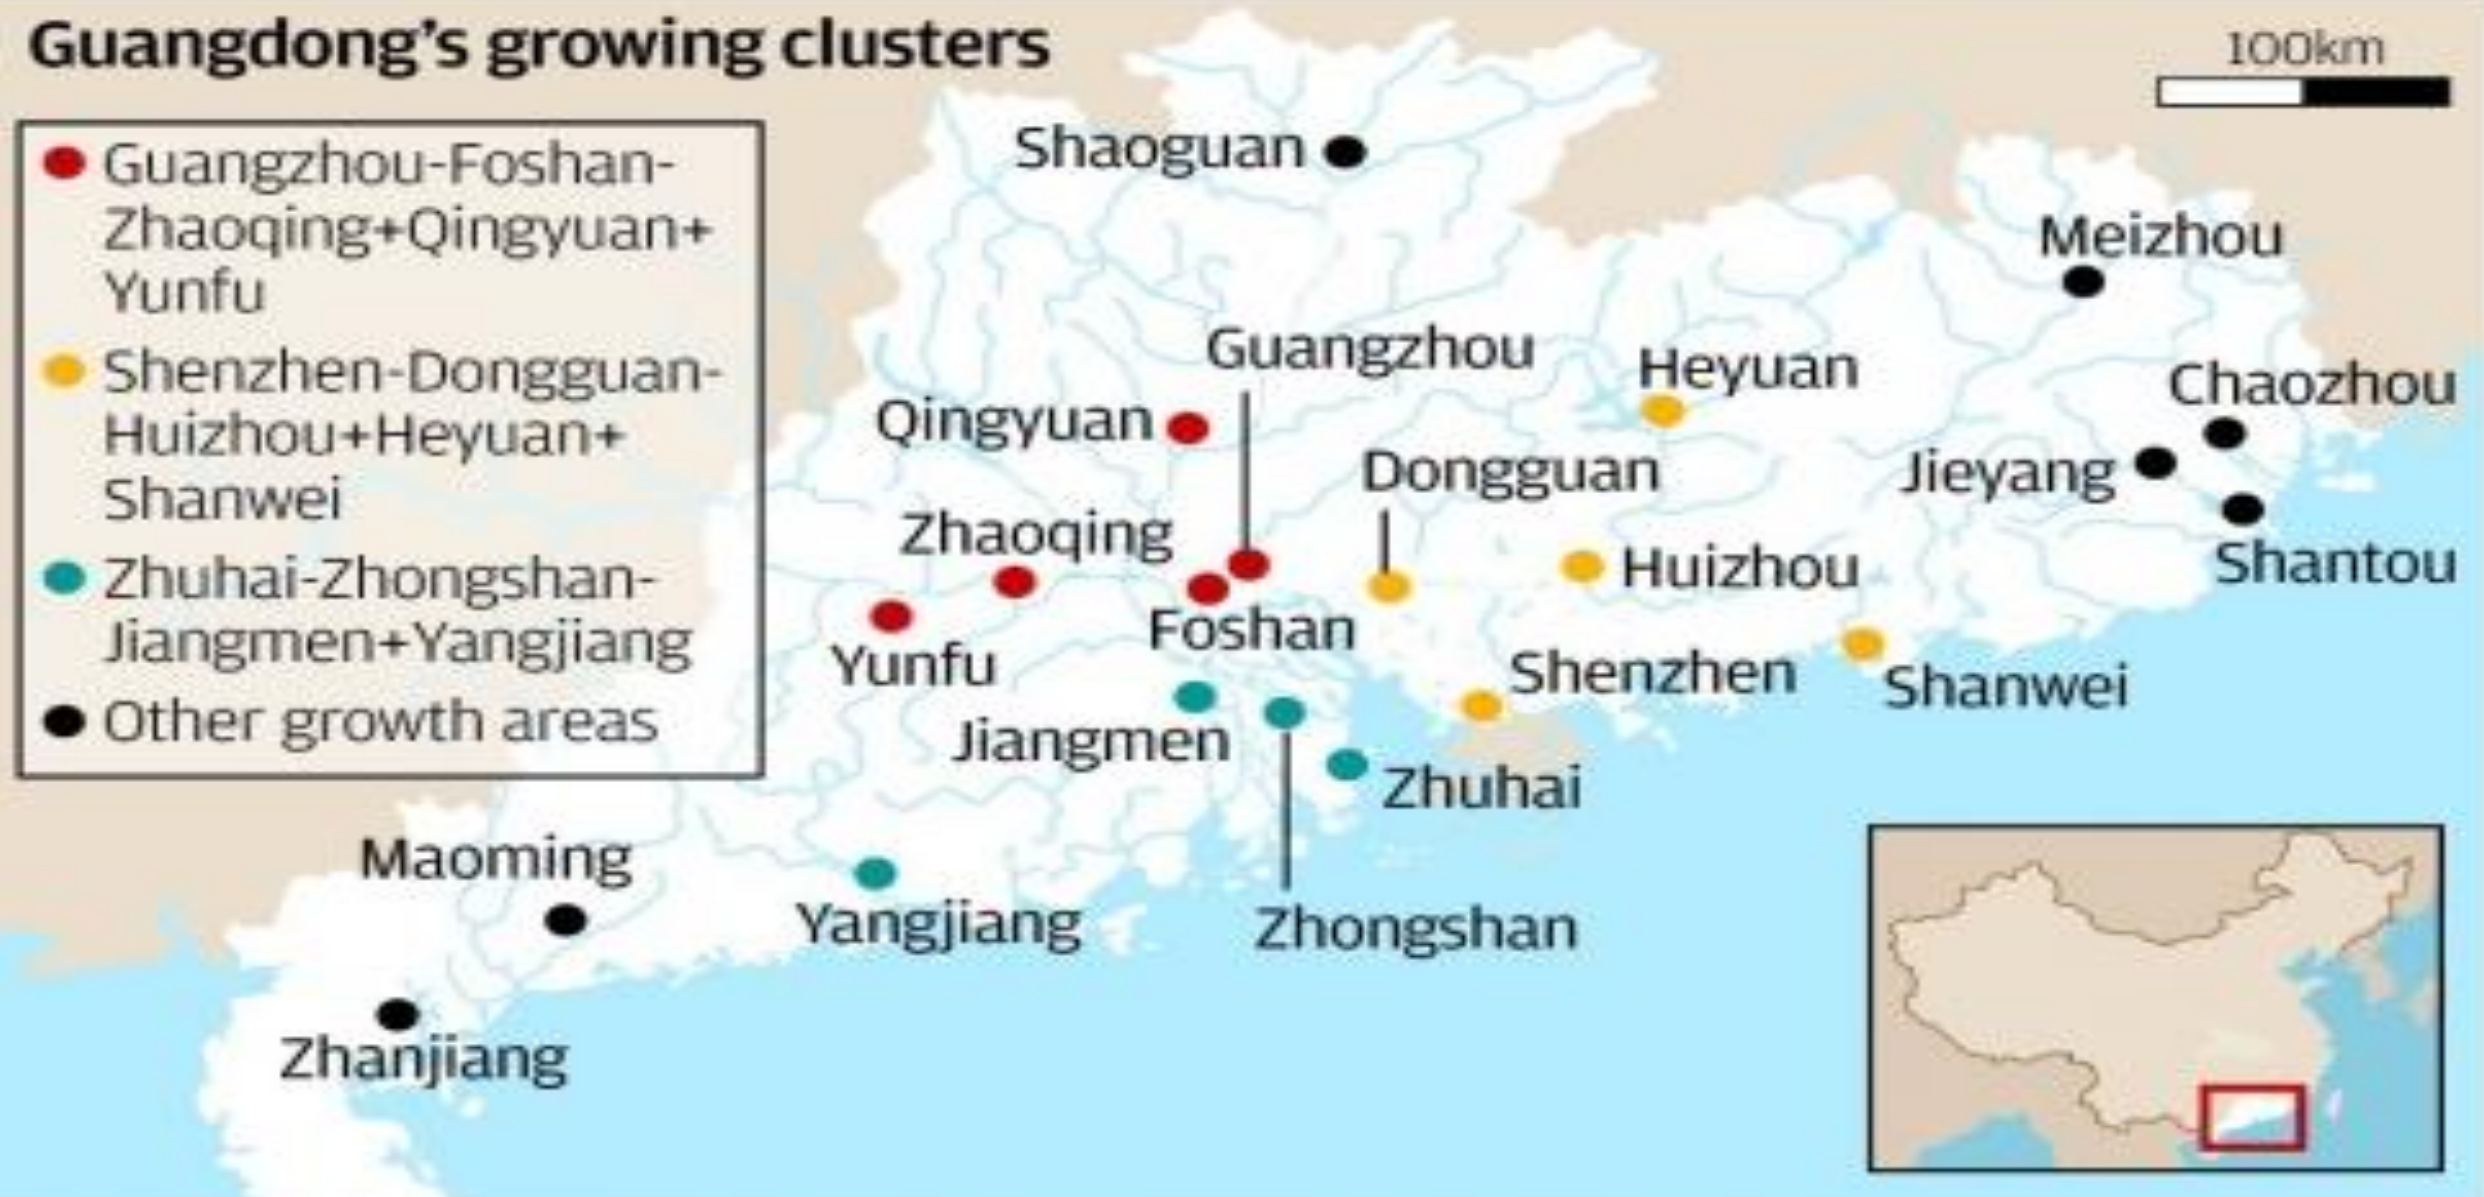 Guangdong's growing clusters
100km
Guangzhou-Foshan-
Zhaoqing+Qingyuan+
Yunfu
Shenzhen-Dongguan-
Huizhou+Heyuan+
Shanwei
Zhuhai-Zhongshan-
Jiangmen+Yangjiang
Other growth areas
Shaoguan
Meizhou
Guangzhou
Heyuan
Chaozhou
Qingyuan
Dongguan
Jieyang
Zhaoqing
Huizhou
Shantou
Foshan
Yunfu
Shenzhen
Shanwei
Jiangmen
Zhuhai
Maoming
Yangjiang
Zhongshan
Zhanjiang